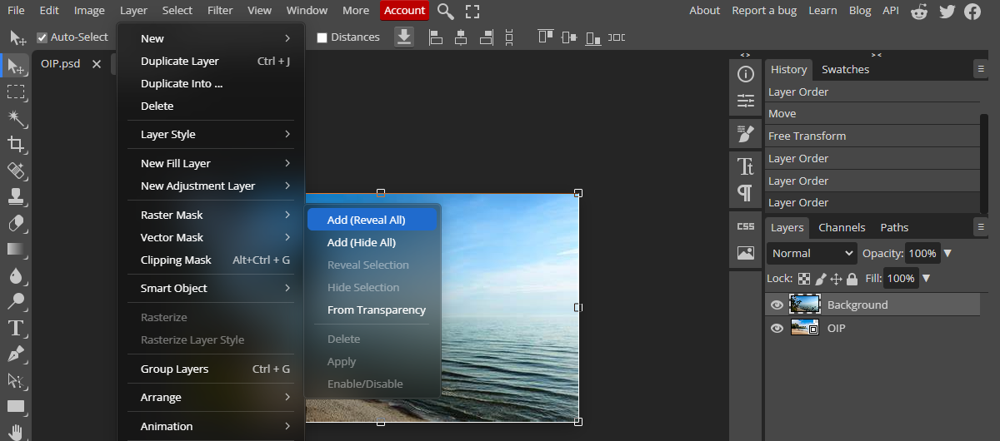 File Edit Image Layer Select Filter View Window More Account About Report a bug Learn Blog API
Auto-Select Distances
OIP.psd
New
Duplicate Layer Ctrl + J
Duplicate Into ...
Delete
Layer Style
New Fill Layer
New Adjustment Layer
Raster Mask
Vector Mask
Clipping Mask Alt+Ctrl + G
Smart Object
Rasterize
Rasterize Layer Style
Group Layers Ctrl + G
Arrange
Animation
Add (Reveal All)
Add (Hide All)
Reveal Selection
Hide Selection
From Transparency
Delete
Apply
Enable/Disable
CSS
History Swatches
Layer Order
Move
Free Transform
Layer Order
Layer Order
Layer Order
Layers Channels Paths
Normal Opacity: 100%
Lock: Fill: 100%
Background
OIP